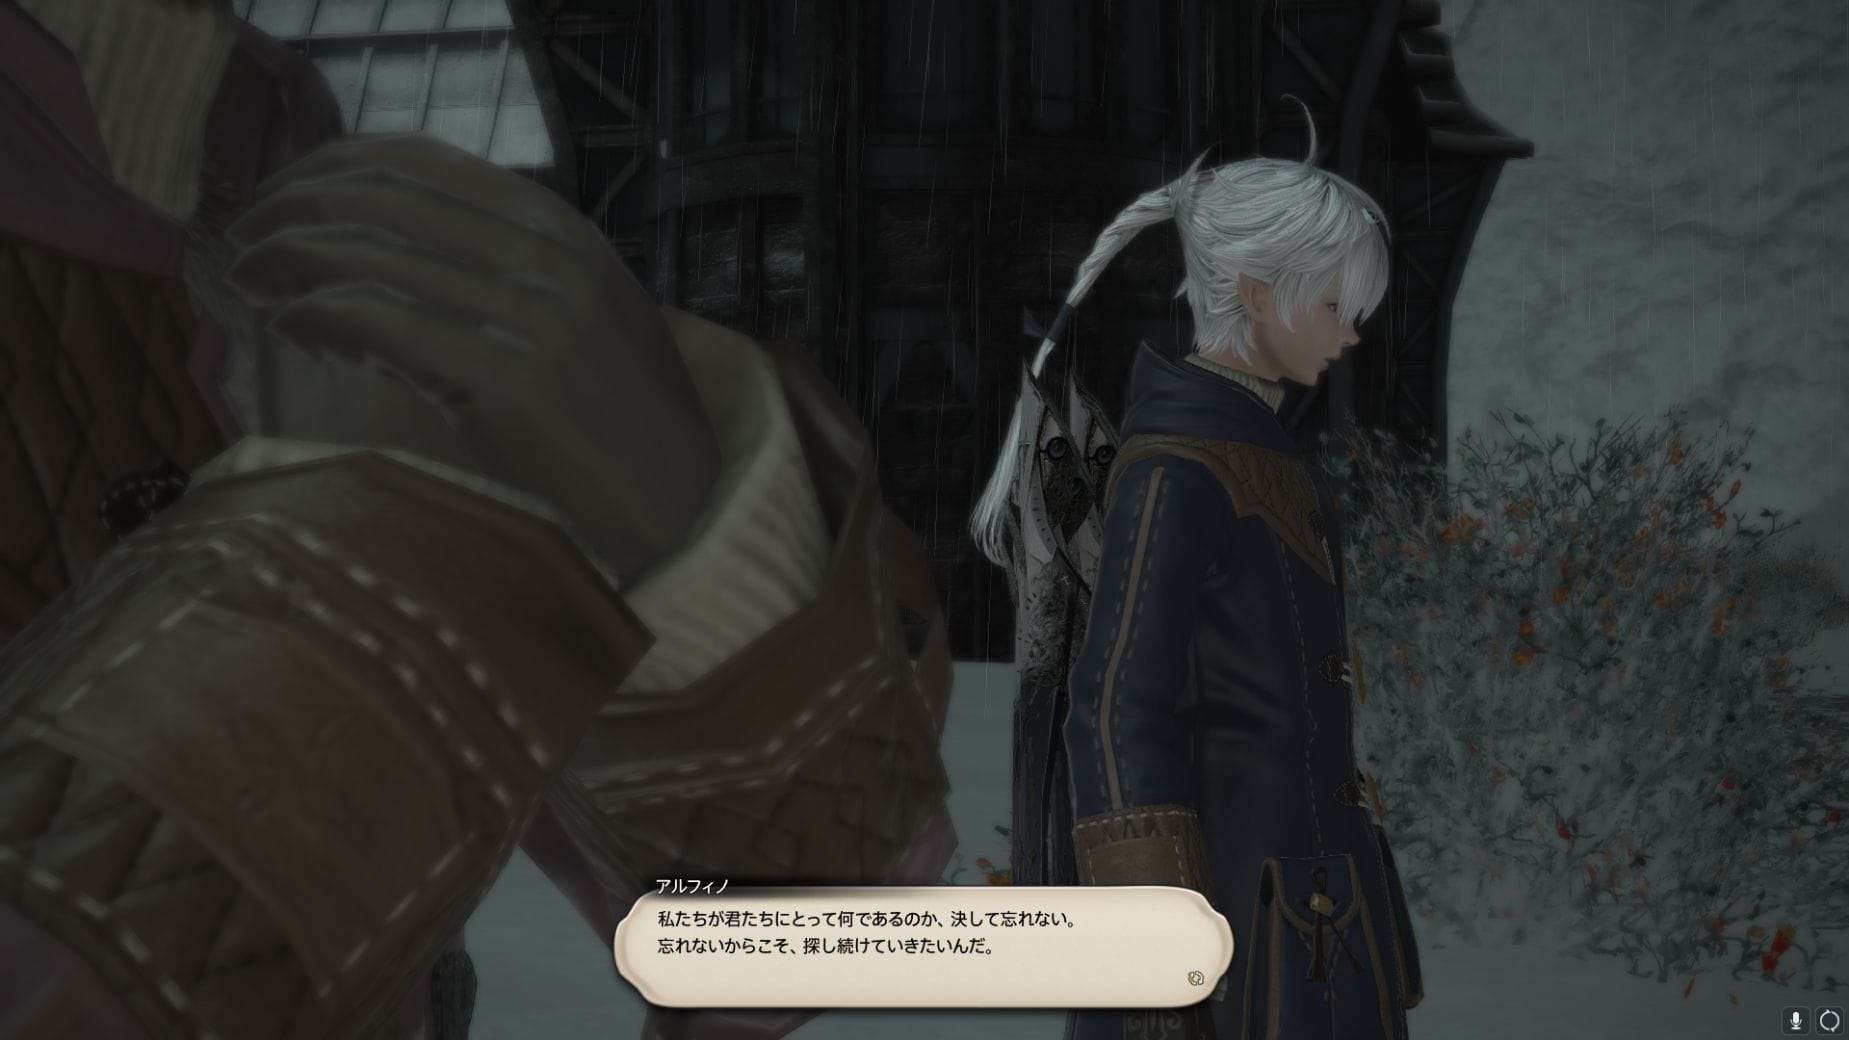 アルフィノ
私たちが君たちにとって何であるのか、決して忘れない。
忘れないからこそ、探し続けていきたいんだ。